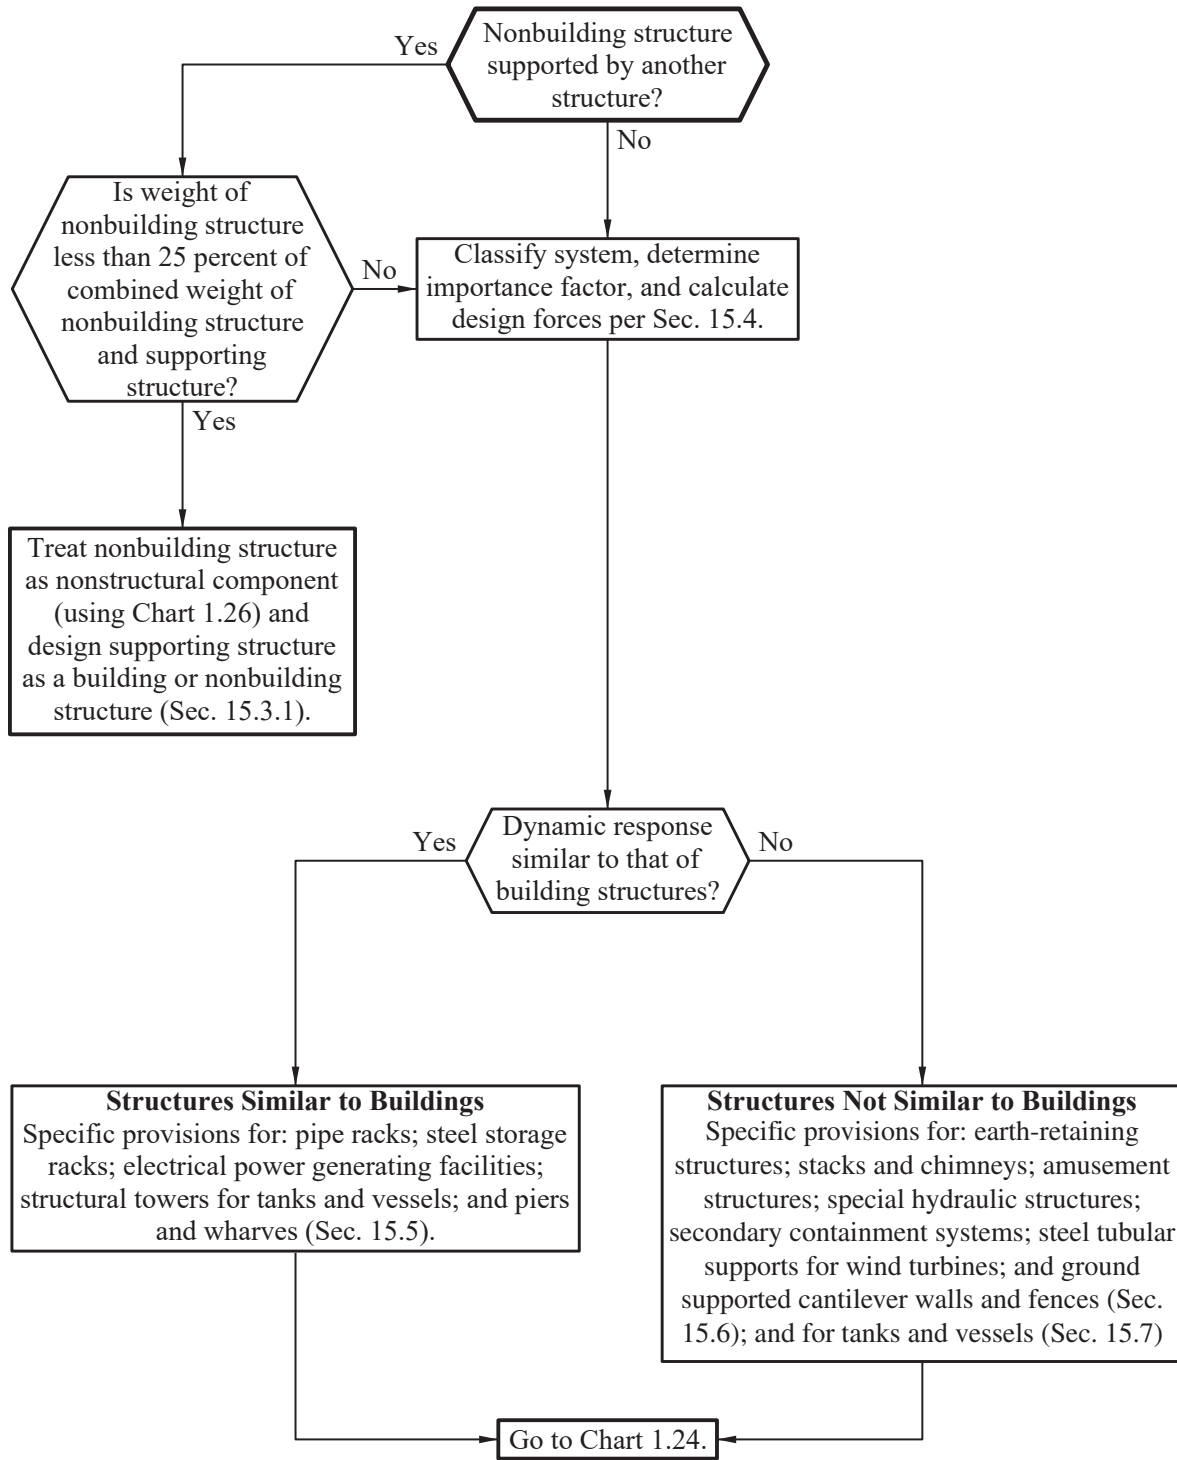 Nonbuilding structure
supported by another
structure?
Yes
No
Is weight of
nonbuilding structure
less than 25 percent of
combined weight of
nonbuilding structure
and supporting
structure?
No
Classify system, determine
importance factor, and calculate
design forces per Sec. 15.4.
Yes
Treat nonbuilding structure
as nonstructural component
(using Chart 1.26) and
design supporting structure
as a building or nonbuilding
structure (Sec. 15.3.1).
Dynamic response
similar to that of
building structures?
Yes
No
Structures Similar to Buildings
Specific provisions for: pipe racks; steel storage
racks; electrical power generating facilities;
structural towers for tanks and vessels; and piers
and wharves (Sec. 15.5).
Structures Not Similar to Buildings
Specific provisions for: earth-retaining
structures; stacks and chimneys; amusement
structures; special hydraulic structures;
secondary containment systems; steel tubular
supports for wind turbines; and ground
supported cantilever walls and fences (Sec.
15.6); and for tanks and vessels (Sec. 15.7)
Go to Chart 1.24.